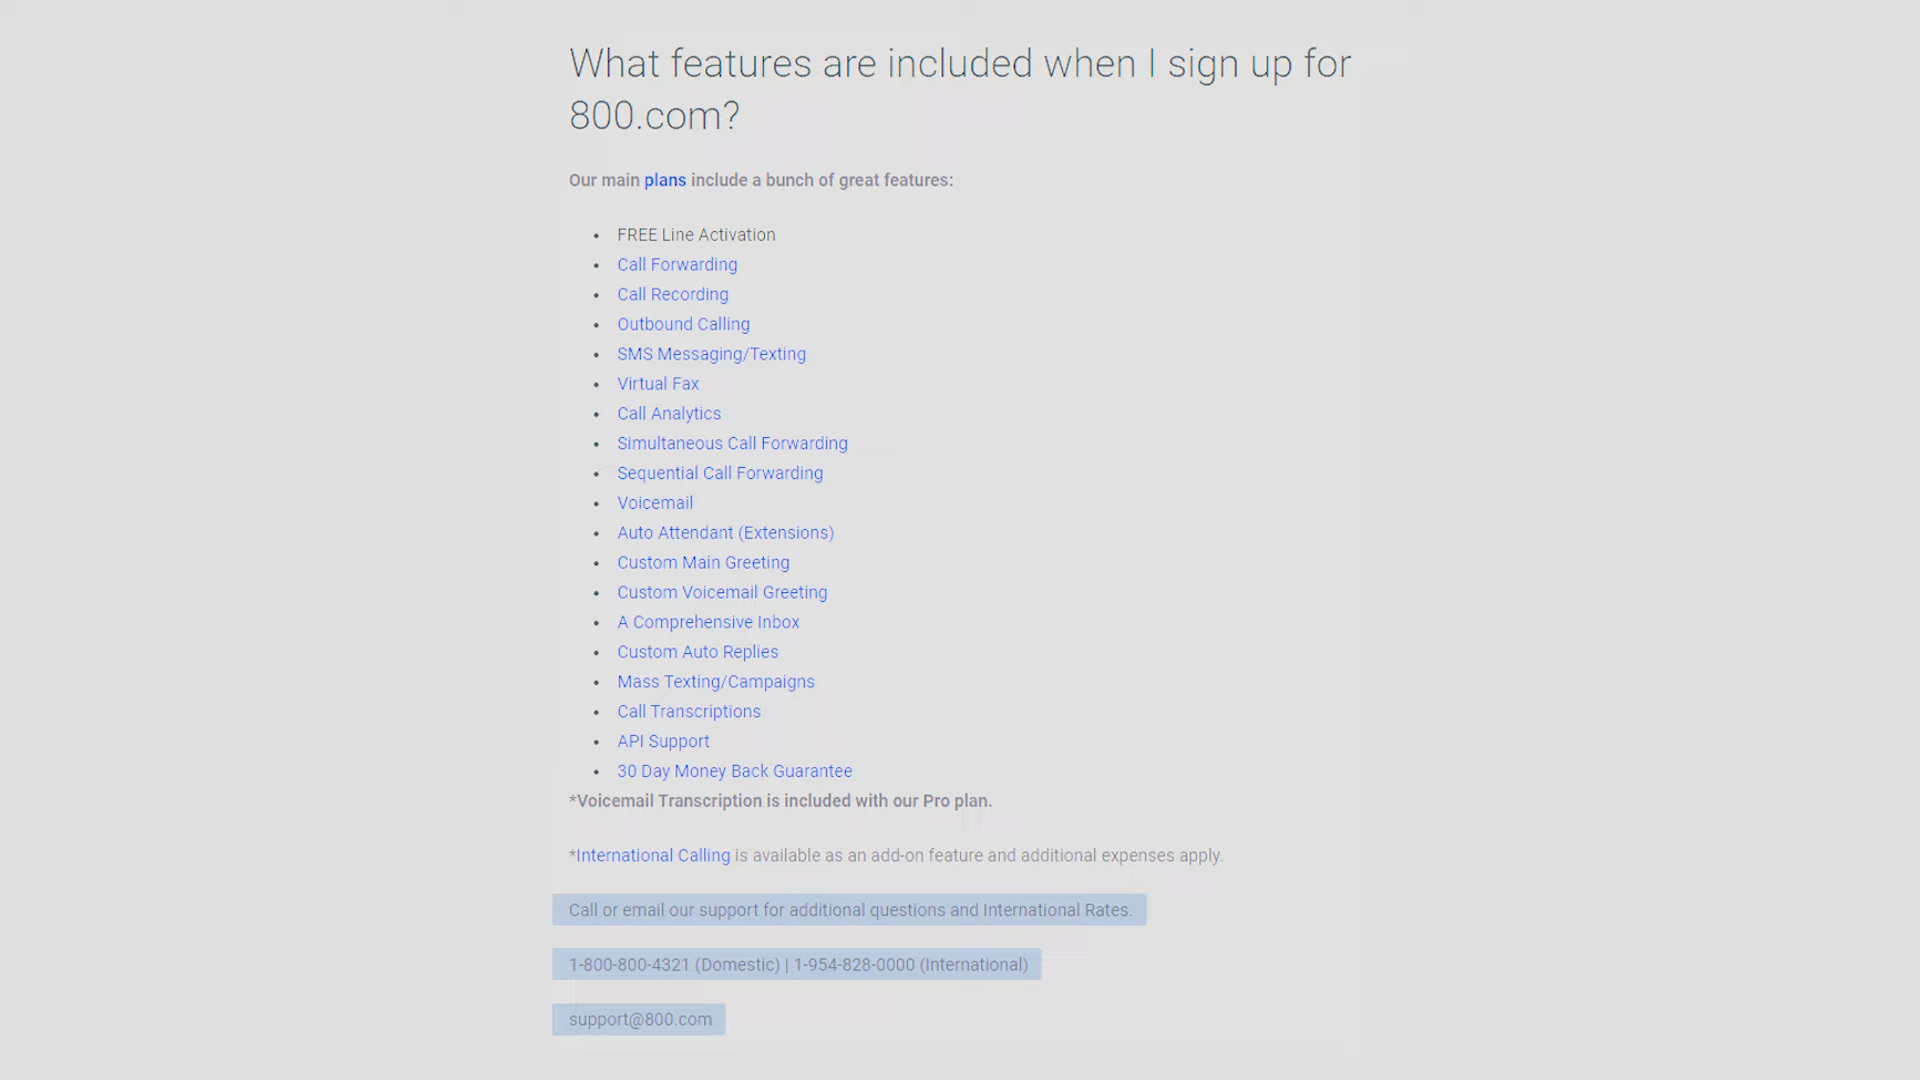 What features are included when I sign up for
800.com?
Our main plans include a bunch of great features:
• FREE Line Activation
• Call Forwarding
• Call Recording
• Outbound Calling
• SMS Messaging/Texting
• Virtual Fax
• Call Analytics
• Simultaneous Call Forwarding
• Sequential Call Forwarding
• Voicemail
• Auto Attendant (Extensions)
• Custom Main Greeting
• Custom Voicemail Greeting
• A Comprehensive Inbox
• Custom Auto Replies
• Mass Texting/Campaigns
• Call Transcriptions
• API Support
• 30 Day Money Back Guarantee
*Voicemail Transcription is included with our Pro plan.
*International Calling is available as an add-on feature and additional expenses apply.
Call or email our support for additional questions and International Rates.
1-800-800-4321 (Domestic) | 1-954-828-0000 (International)
support@800.com